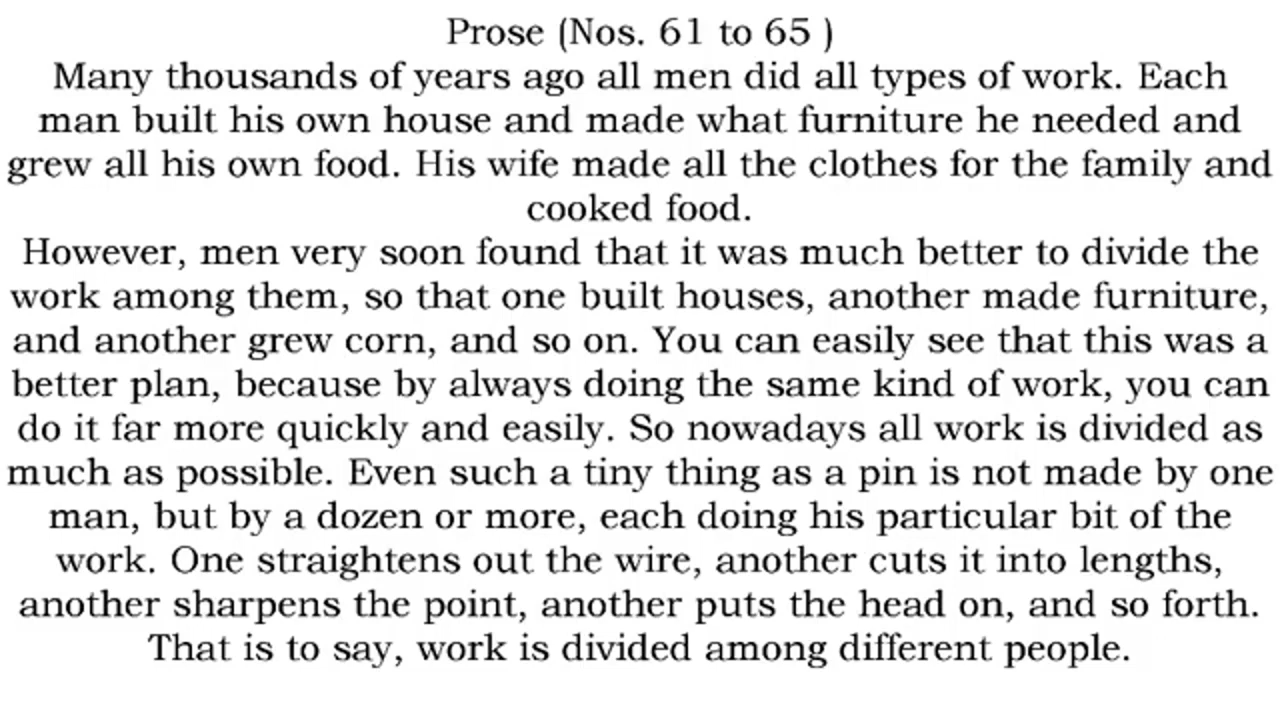 Prose (Nos. 61 to 65 )
Many thousands of years ago all men did all types of work. Each
man built his own house and made what furniture he needed and
grew all his own food. His wife made all the clothes for the family and
cooked food.
However, men very soon found that it was much better to divide the
work among them, so that one built houses, another made furniture,
and another grew corn, and so on. You can easily see that this was a
better plan, because by always doing the same kind of work, you can
do it far more quickly and easily. So nowadays all work is divided as
much as possible. Even such a tiny thing as a pin is not made by one
man, but by a dozen or more, each doing his particular bit of the
work. One straightens out the wire, another cuts it into lengths,
another sharpens the point, another puts the head on, and so forth.
That is to say, work is divided among different people.